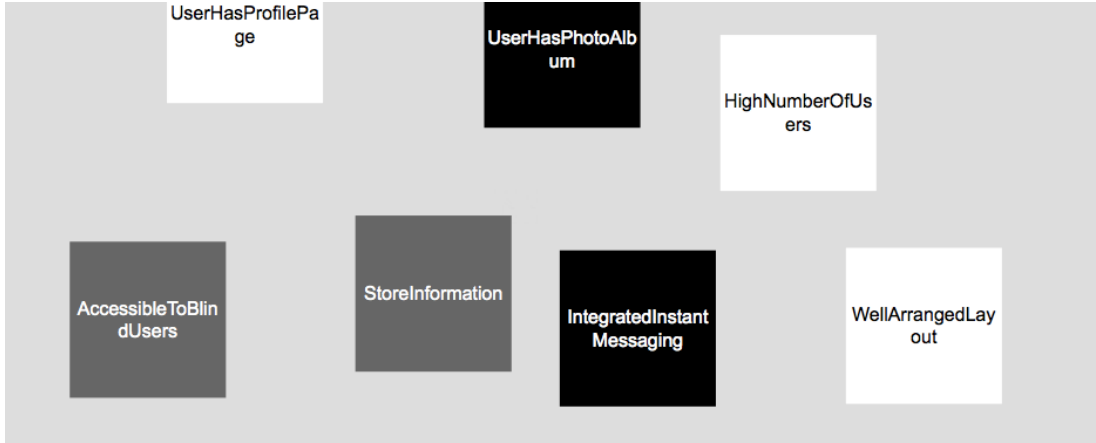 UserHasProfilePa
ge
UserHasPhotoAlb
um
HighNumberOfUs
ers
AccessibleToBlin
dUsers
StoreInformation
IntegratedInstant
Messaging
WellArrangedLay
out